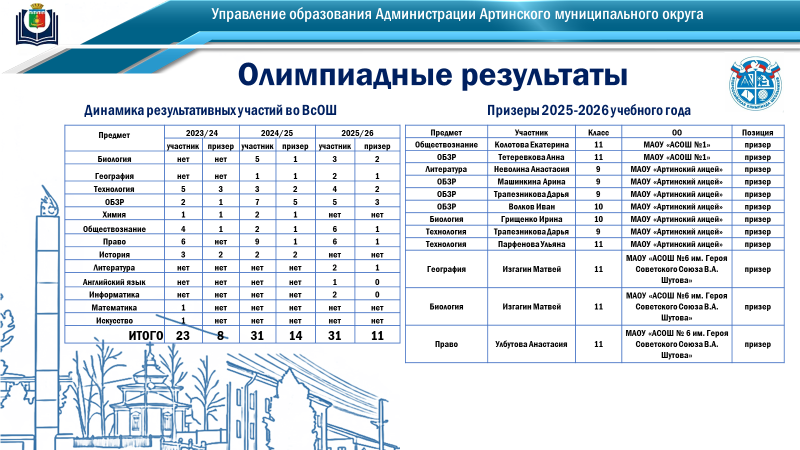 Управление образования Администрации Артинского муниципального округа
Олимпиадные результаты
Динамика результативных участий во ВсОШ
Предмет 2023/24 2024/25 2025/26
участник призер участник призер участник призер
Биология нет нет 5 1 3 2
География нет нет 1 1 2 1
Технология 5 3 3 2 4 2
ОБЗР 2 1 7 5 5 3
Химия 1 1 2 1 нет нет
Обществознание 4 1 2 1 6 1
Право 6 нет 9 1 6 1
История 3 2 2 2 нет нет
Литература нет нет нет нет 2 1
Английский язык нет нет нет нет 1 0
Информатика нет нет нет нет 2 0
Математика 1 нет нет нет нет нет
Искусство 1 нет нет нет нет нет
ИТОГО 23 8 31 14 31 11
Призеры 2025-2026 учебного года
Предмет Участник Класс ОО Позиция
Обществознание Колотова Екатерина 11 МАОУ «АСОШ №1» призер
ОБЗР Тетеревкова Анна 11 МАОУ «АСОШ №1» призер
Литература Неволина Анастасия 9 МАОУ «Артинский лицей» призер
ОБЗР Машинкина Арина 9 МАОУ «Артинский лицей» призер
ОБЗР Трапезникова Дарья 9 МАОУ «Артинский лицей» призер
ОБЗР Волков Иван 10 МАОУ «Артинский лицей» призер
Биология Грищенко Ирина 10 МАОУ «Артинский лицей» призер
Технология Трапезникова Дарья 9 МАОУ «Артинский лицей» призер
Технология Парфенова Ульяна 11 МАОУ «Артинский лицей» призер
География Изгагин Матвей 11 МАОУ «АСОШ №6 им. Героя
Советского Союза В.А.
Шутова» призер
Биология Изгагин Матвей 11 МАОУ «АСОШ №6 им. Героя
Советского Союза В.А.
Шутова» призер
Право Улбутова Анастасия 11 МАОУ «АСОШ № 6 им. Героя
Советского Союза В.А.
Шутова» призер